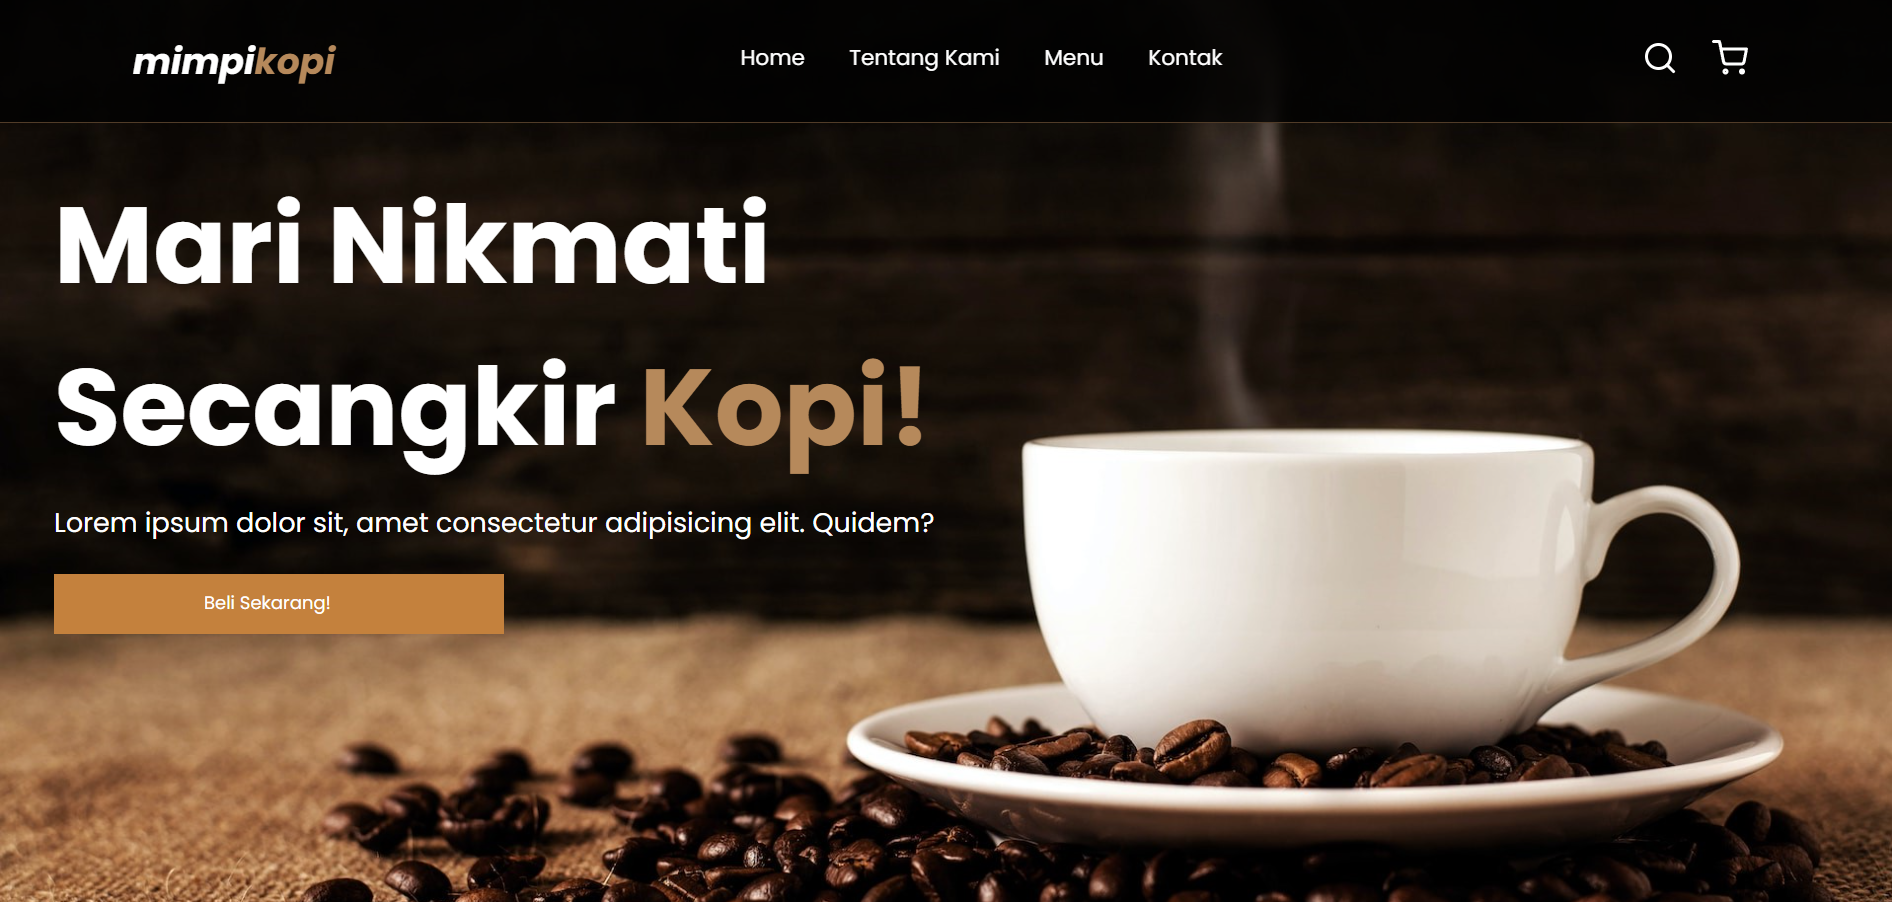 mimpikopi
Home Tentang Kami Menu Kontak
Mari Nikmati
Secangkir Kopi!
Lorem ipsum dolor sit, amet consectetur adipisicing elit. Quidem?
Beli Sekarang!